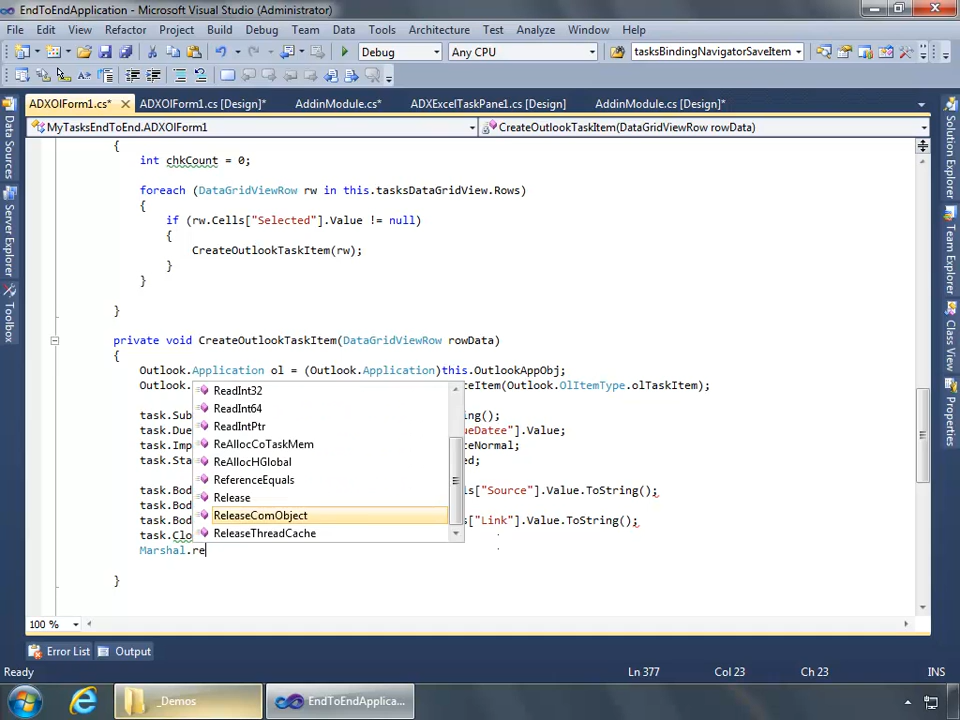 EndToEndApplication - Microsoft Visual Studio (Administrator)
File Edit View Refactor Project Build Debug Team Data Tools Architecture Test Analyze Window Help
Debug Any CPU tasksBindingNavigatorSaveItem
ADXOlForm1.cs* ADXOlForm1.cs [Design]* AddinModule.cs* ADXExcelTaskPane1.cs [Design] AddinModule.cs [Design]*
MyTasksEndToEnd.ADXOlForm1 CreateOutlookTaskItem(DataGridViewRow rowData)
{
int chkCount = 0;
foreach (DataGridViewRow rw in this.tasksDataGridView.Rows)
{
if (rw.Cells["Selected"].Value != null)
{
CreateOutlookTaskItem(rw);
}
}
}
private void CreateOutlookTaskItem(DataGridViewRow rowData)
{
Outlook.Application ol = (Outlook.Application)this.OutlookAppObj;
Outlook. eItem(Outlook.OlItemType.olTaskItem);
task.Sub ng();
task.Due ueDatee"].Value;
task.Imp ceNormal;
task.Sta ed;
task.Bod ls["Source"].Value.ToString();
task.Bod
task.Bod s["Link"].Value.ToString();
task.Clo
Marshal.re
}
ReadInt32
ReadInt64
ReadIntPtr
ReAllocCoTaskMem
ReAllocHGlobal
ReferenceEquals
Release
ReleaseComObject
ReleaseThreadCache
Data Sources
Server Explorer
Toolbox
Solution Explorer
Team Explorer
Class View
Properties
100 %
Error List Output
Ready Ln 377 Col 23 Ch 23 INS
_Demos EndToEndApplica...